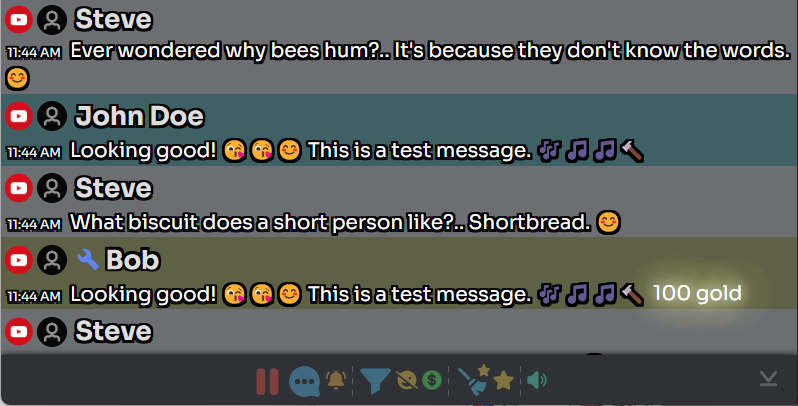 Steve
11:44 AM Ever wondered why bees hum?.. It's because they don't know the words.
😊
John Doe
11:44 AM Looking good! 😘😘😊 This is a test message. 🎶🎵🎵🔨
Steve
11:44 AM What biscuit does a short person like?.. Shortbread. 😊
Bob
11:44 AM Looking good! 😘😘😊 This is a test message. 🎶🎵🎵🔨 100 gold
Steve